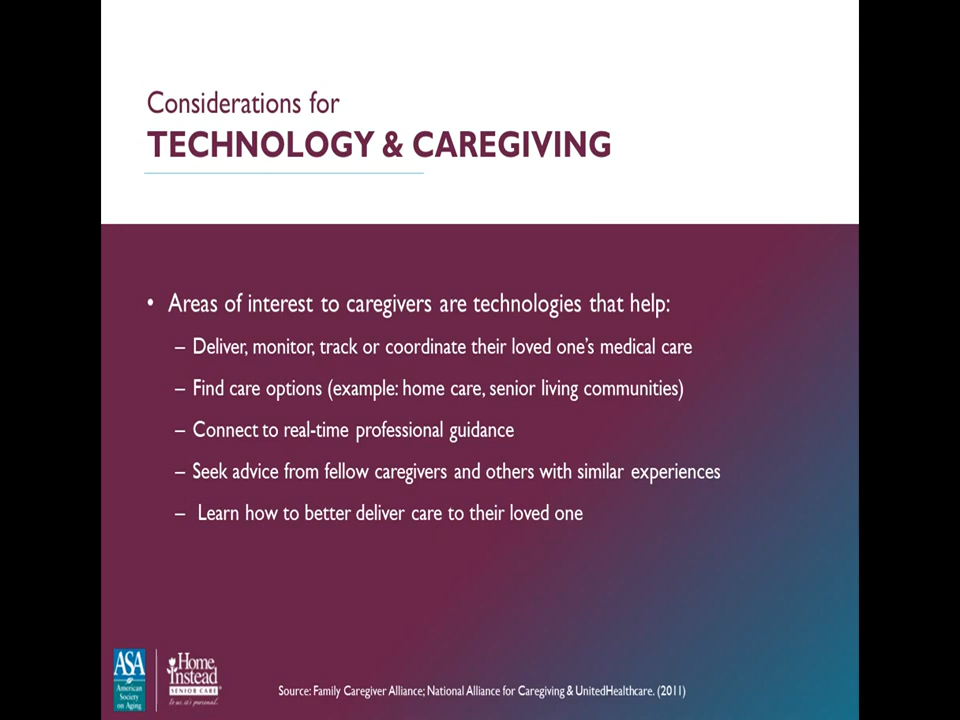 Considerations for
TECHNOLOGY & CAREGIVING
• Areas of interest to caregivers are technologies that help:
– Deliver, monitor, track or coordinate their loved one's medical care
– Find care options (example: home care, senior living communities)
– Connect to real-time professional guidance
– Seek advice from fellow caregivers and others with similar experiences
– Learn how to better deliver care to their loved one
ASA
American
Society
on Aging
Home
Instead
SENIOR CARE
to us, it's personal.
Source: Family Caregiver Alliance; National Alliance for Caregiving & UnitedHealthcare. (2011)